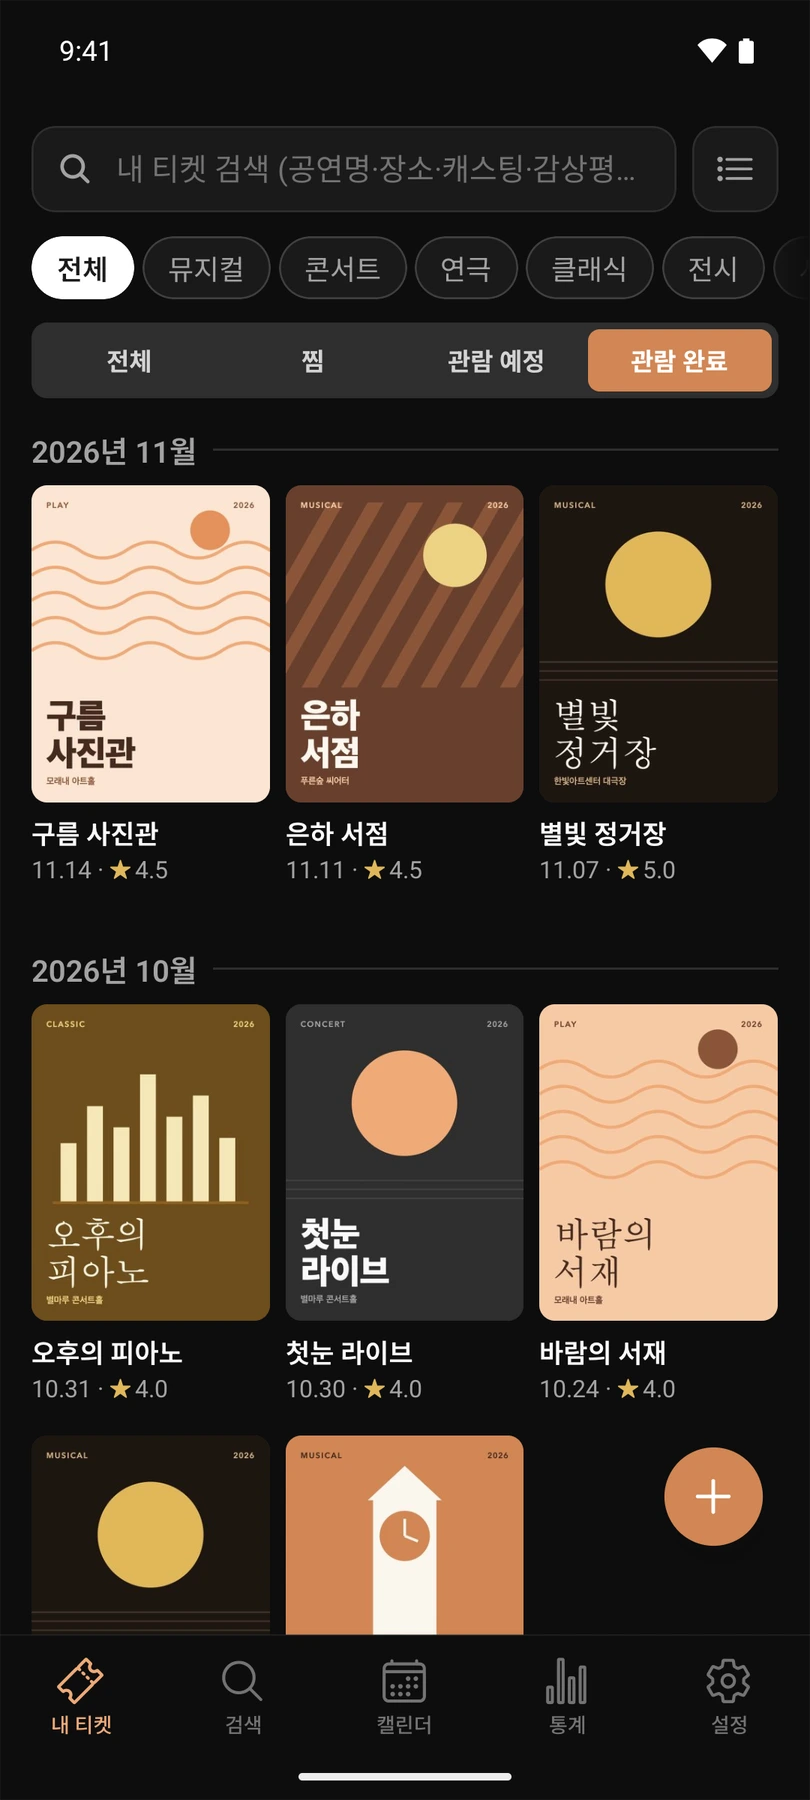 9:41
내 티켓 검색 (공연명·장소·캐스팅·감상평...
전체 뮤지컬 콘서트 연극 클래식 전시
전체 찜 관람 예정 관람 완료
2026년 11월
PLAY 2026
구름
사진관
모래내 아트홀
MUSICAL 2026
은하
서점
푸른숲 씨어터
MUSICAL 2026
별빛
정거장
한빛아트센터 대극장
구름 사진관
11.14 · ★ 4.5
은하 서점
11.11 · ★ 4.5
별빛 정거장
11.07 · ★ 5.0
2026년 10월
CLASSIC 2026
오후의
피아노
별마루 콘서트홀
CONCERT 2026
첫눈
라이브
별마루 콘서트홀
PLAY 2026
바람의
서재
모래내 아트홀
오후의 피아노
10.31 · ★ 4.0
첫눈 라이브
10.30 · ★ 4.0
바람의 서재
10.24 · ★ 4.0
MUSICAL 2026
MUSICAL 2026
내 티켓 검색 캘린더 통계 설정